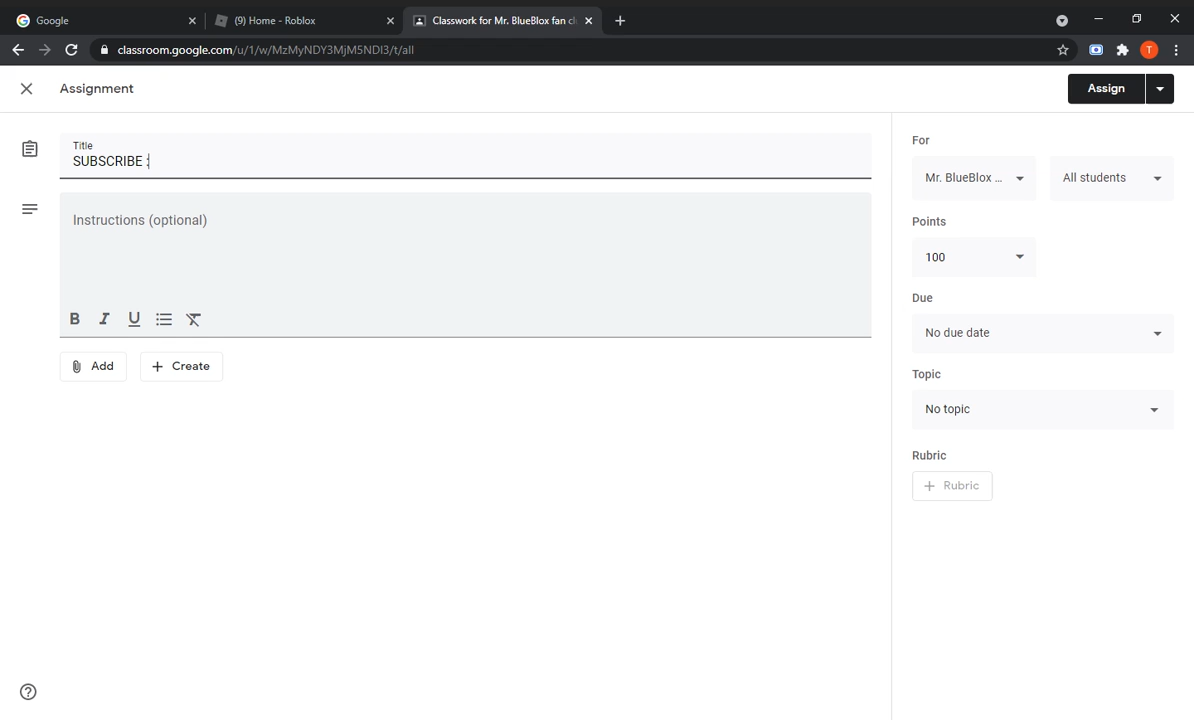 Google
(9) Home - Roblox
Classwork for Mr. BlueBlox fan cl
classroom.google.com/u/1/w/MzMyNDY3MjM5NDI3/t/all
T
Assignment
Assign
Title
SUBSCRIBE :
Instructions (optional)
B I U
Add
Create
For
Mr. BlueBlox ...
All students
Points
100
Due
No due date
Topic
No topic
Rubric
Rubric